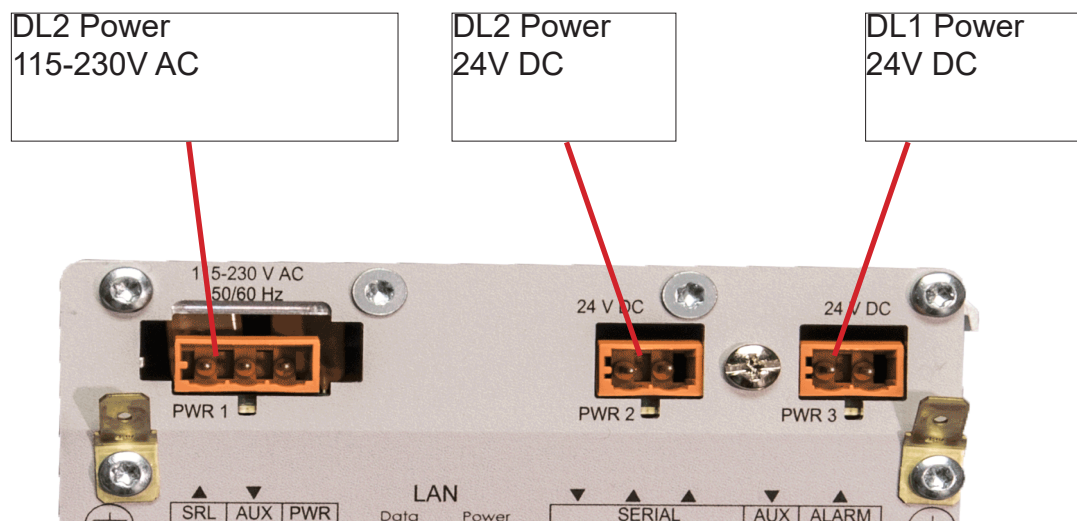 DL2 Power
115-230V AC
DL2 Power
24V DC
DL1 Power
24V DC
115-230 V AC
50/60 Hz
24 V DC
24 V DC
PWR 1
PWR 2
PWR 3
LAN
SRL AUX PWR
Data Power
SERIAL
AUX ALARM